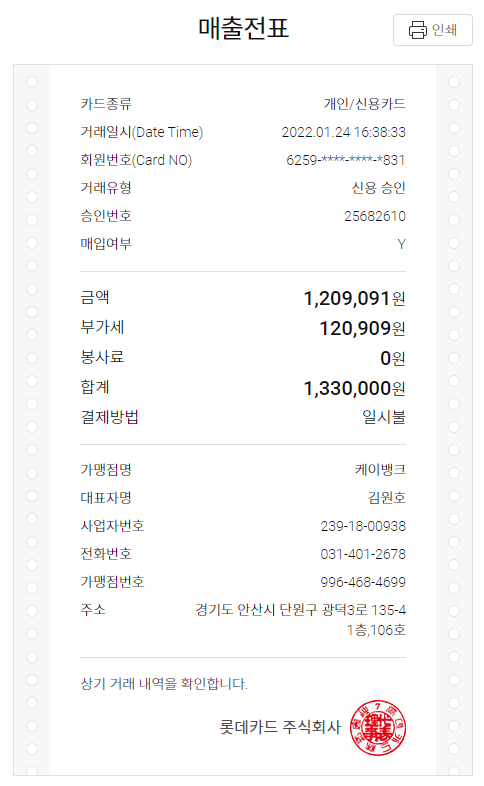 매출전표
인쇄
카드종류 개인/신용카드
거래일시(Date Time) 2022.01.24 16:38:33
회원번호(Card NO) 6259-****-****-*831
거래유형 신용 승인
승인번호 25682610
매입여부 Y
금액 1,209,091원
부가세 120,909원
봉사료 0원
합계 1,330,000원
결제방법 일시불
가맹점명 케이뱅크
대표자명 김원호
사업자번호 239-18-00938
전화번호 031-401-2678
가맹점번호 996-468-4699
주소 경기도 안산시 단원구 광덕3로 135-4
1층,106호
상기 거래 내역을 확인합니다.
롯데카드 주식회사